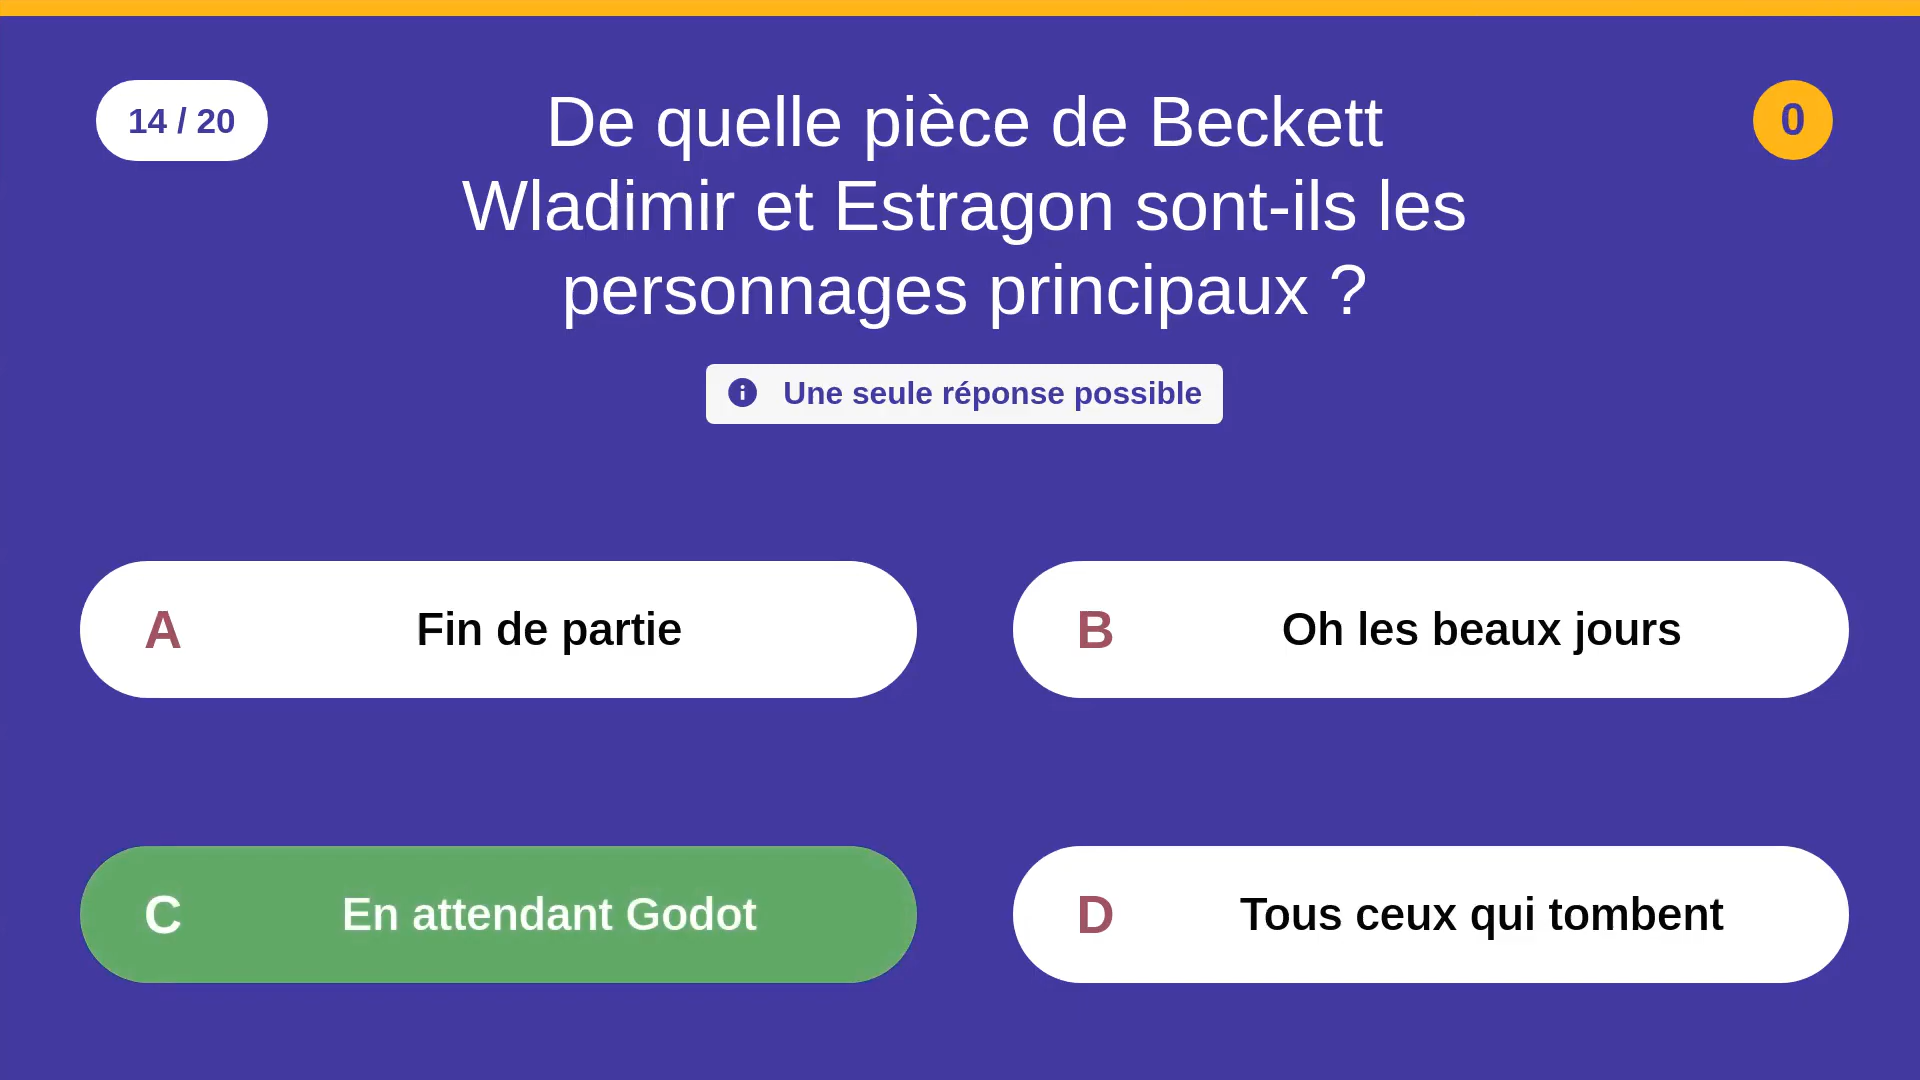 14 / 20
De quelle pièce de Beckett
Wladimir et Estragon sont-ils les
personnages principaux ?
0
Une seule réponse possible
A Fin de partie
B Oh les beaux jours
C En attendant Godot
D Tous ceux qui tombent